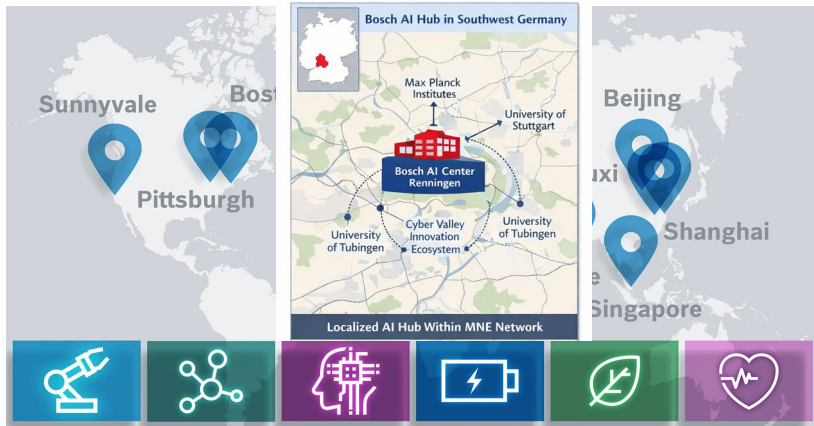 Sunnyvale
Bost
Pittsburgh
Bosch AI Hub in Southwest Germany
Max Planck
Institutes
University of
Stuttgart
Bosch AI Center
Renningen
University
of Tubingen
Cyber Valley
Innovation
Ecosystem
University
of Tubingen
Localized AI Hub Within MNE Network
Beijing
uxi
Shanghai
e
Singapore